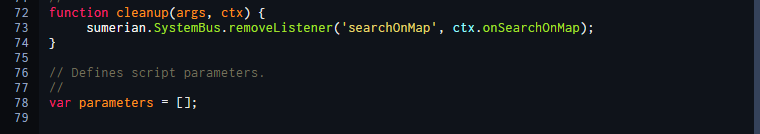 72 function cleanup(args, ctx) {
73 sumerian.SystemBus.removeListener('searchOnMap', ctx.onSearchOnMap);
74 }
75
76 // Defines script parameters.
77 //
78 var parameters = [];
79